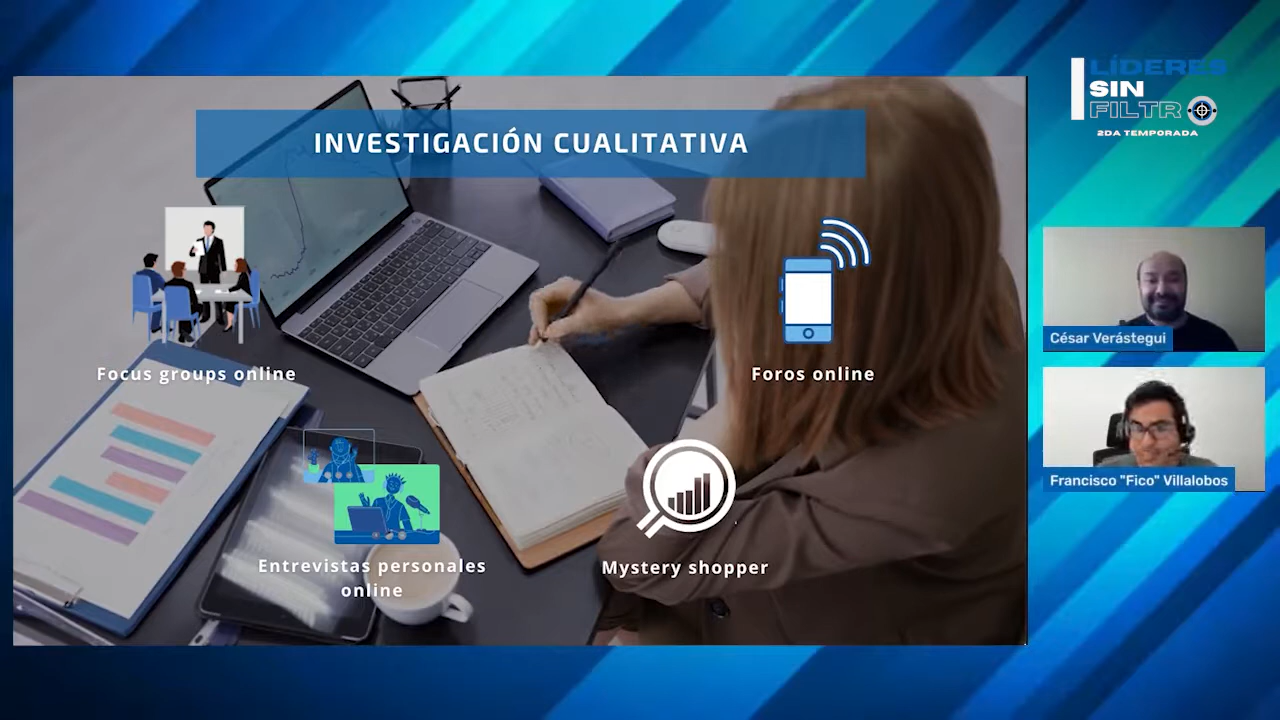 LÍDERES
SIN
FILTRO
2DA TEMPORADA
INVESTIGACIÓN CUALITATIVA
Focus groups online
Foros online
Entrevistas personales
online
Mystery shopper
César Verástegui
Francisco "Fico" Villalobos